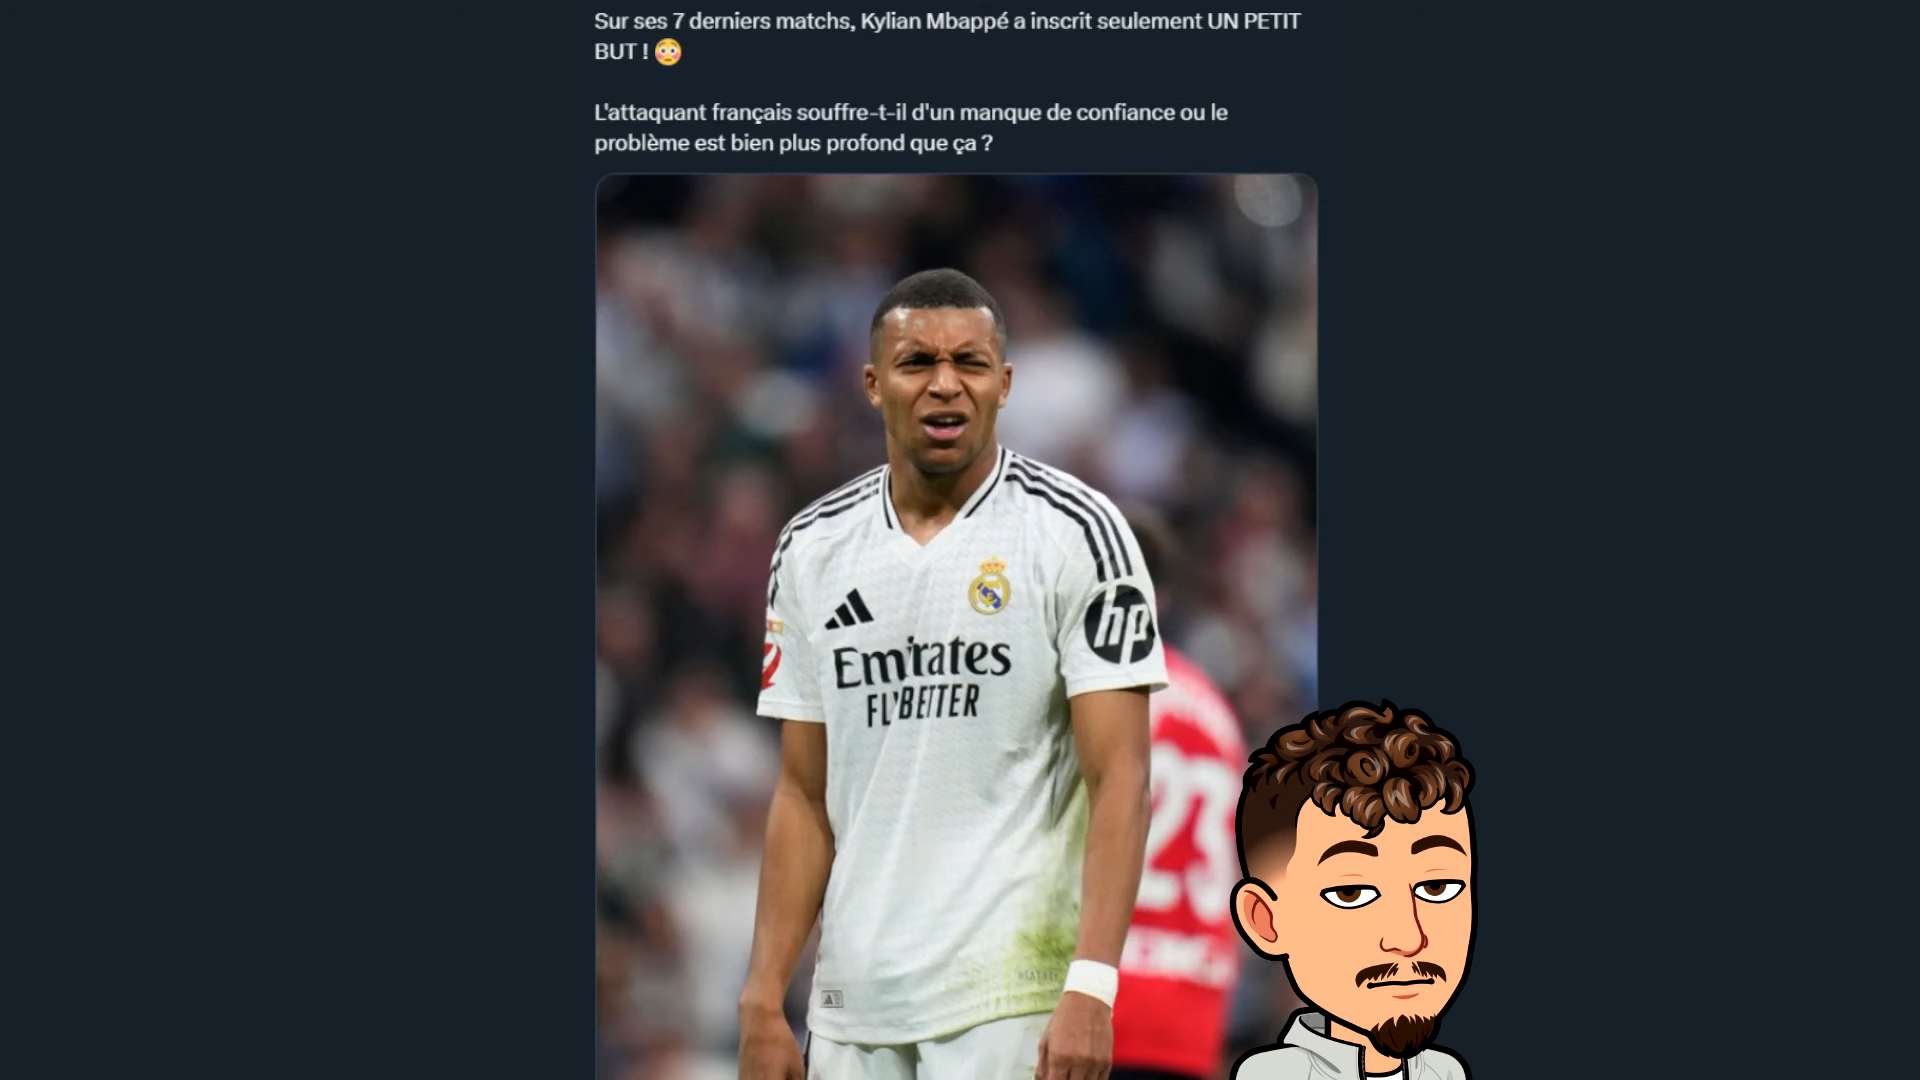 Sur ses 7 derniers matchs, Kylian Mbappé a inscrit seulement UN PETIT
BUT ! 😳
L'attaquant français souffre-t-il d'un manque de confiance ou le
problème est bien plus profond que ça ?
hp
Emirates
FLY BETTER
23